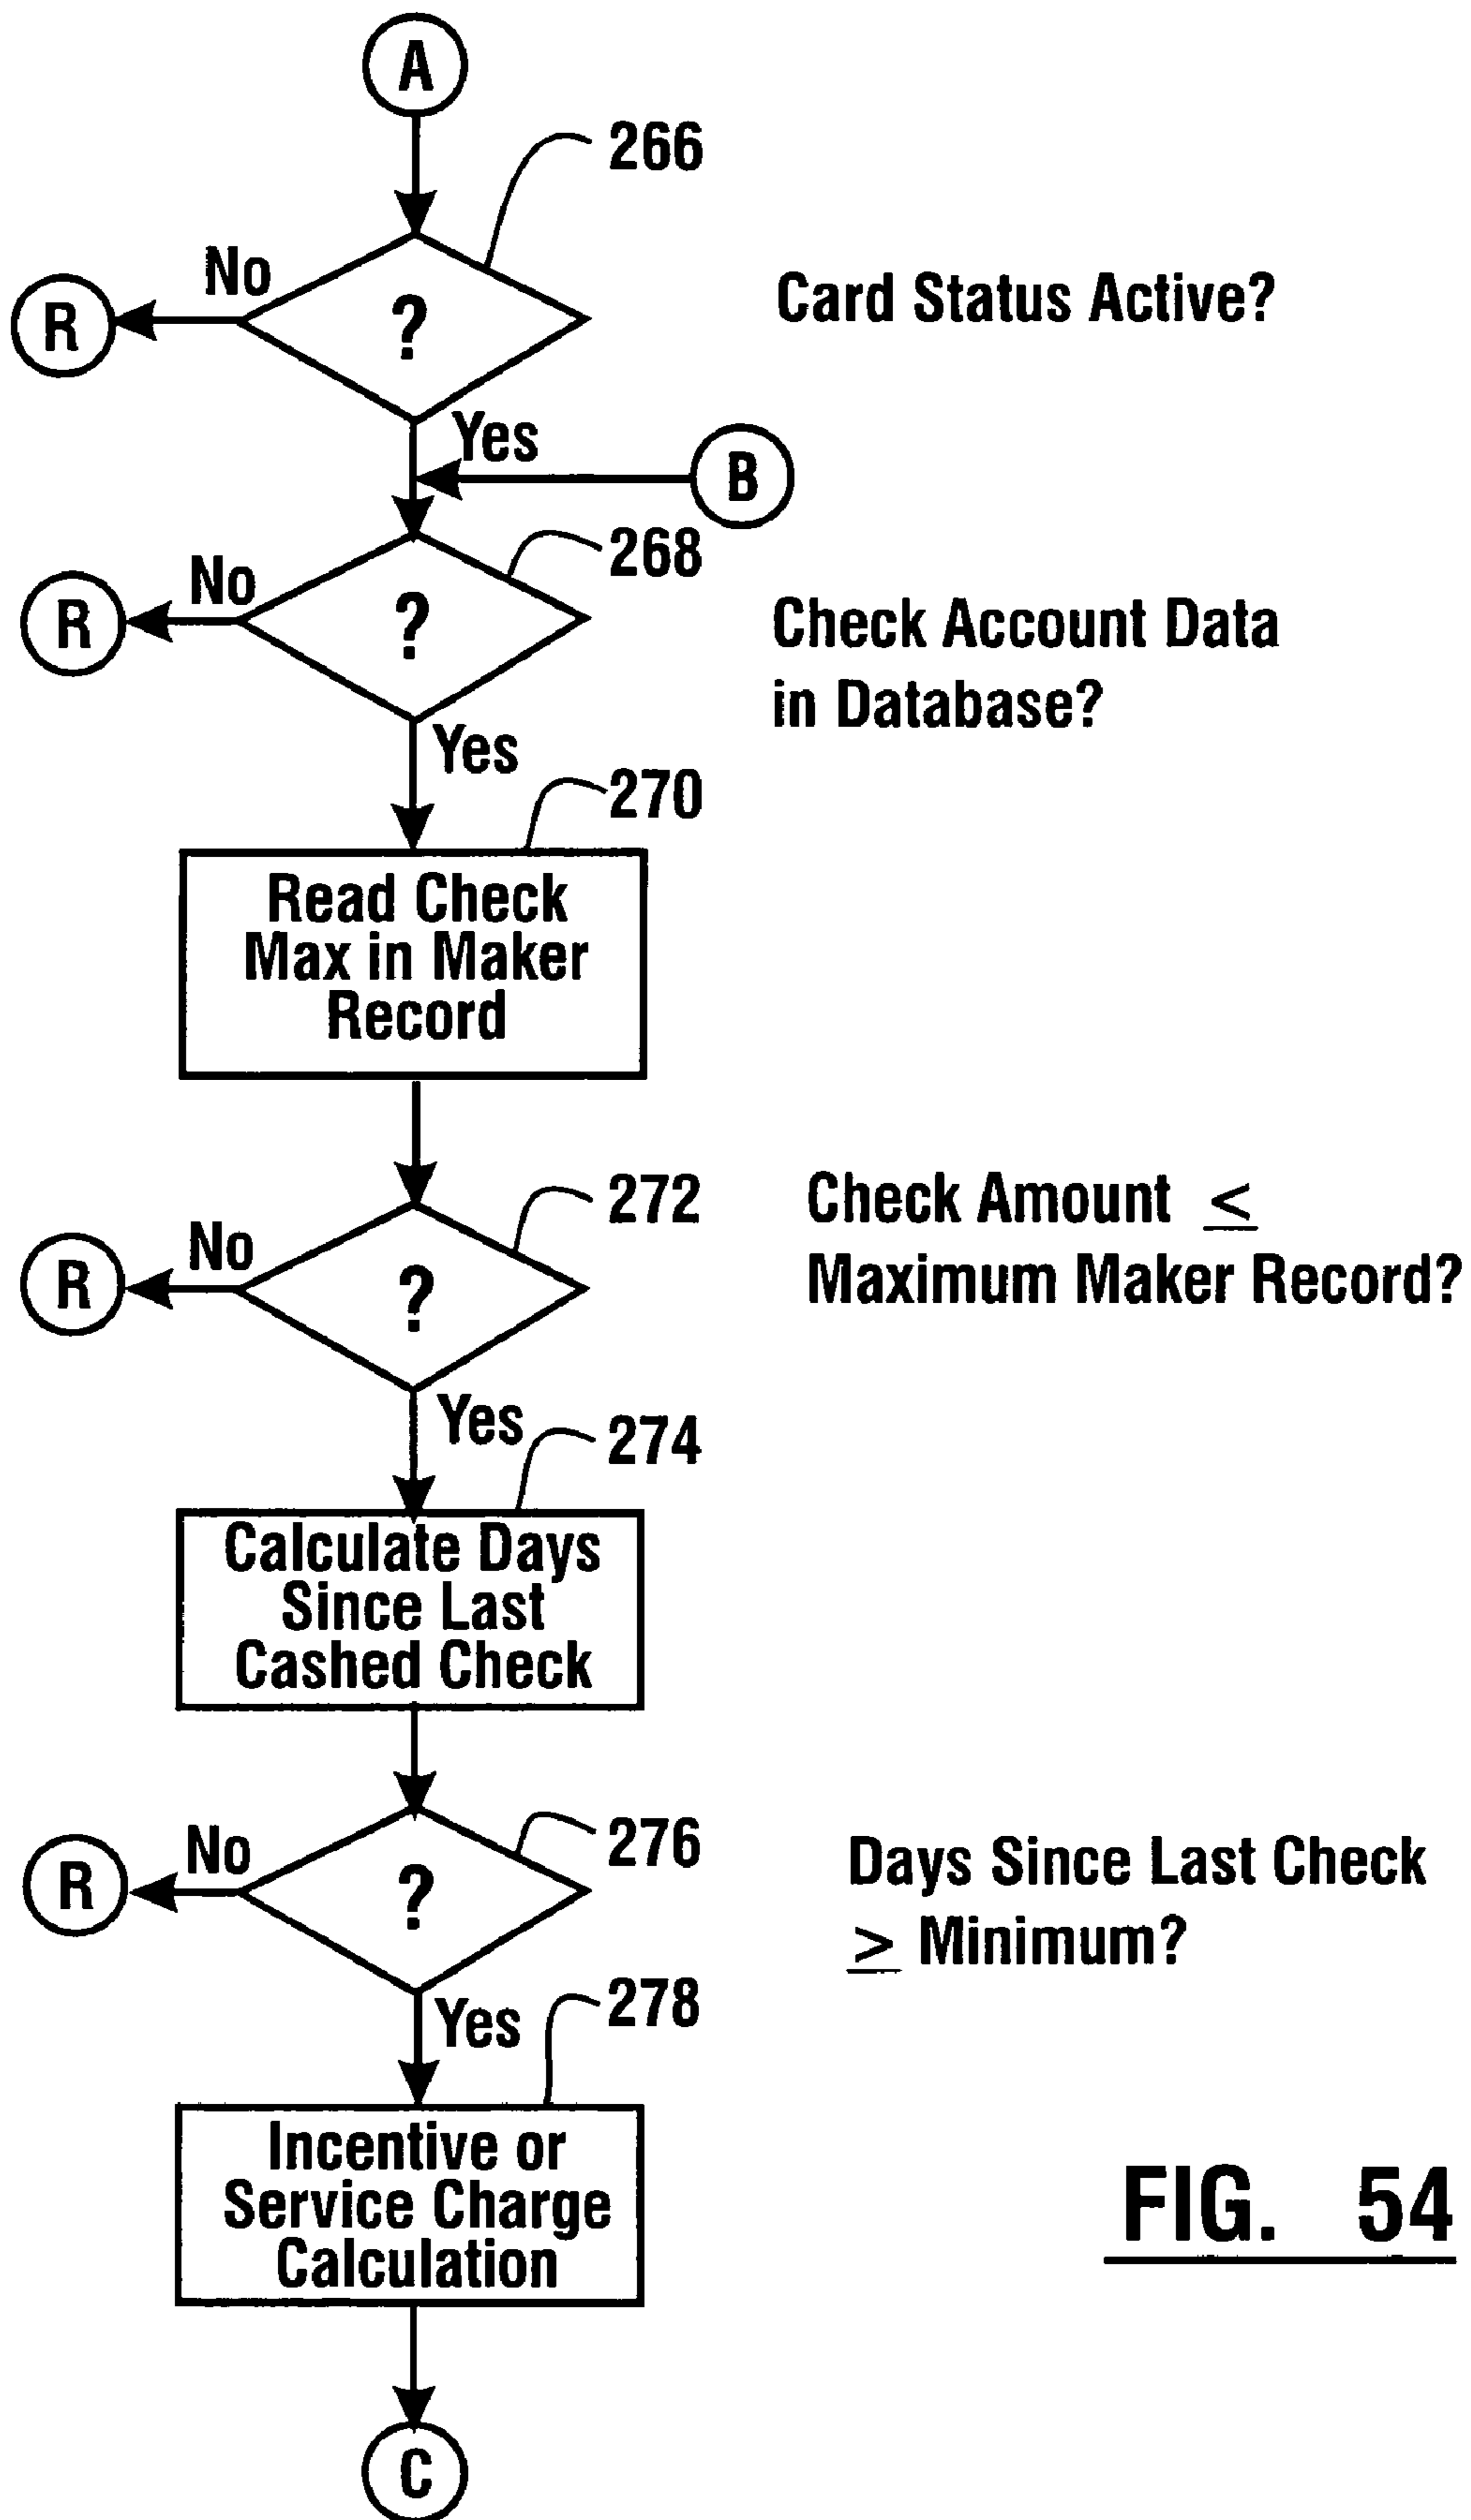 A
266
No
R
?
Card Status Active?
Yes
B
268
No
R
?
Check Account Data
in Database?
Yes
270
Read Check
Max in Maker
Record
272
Check Amount ≤
Maximum Maker Record?
No
R
?
Yes
274
Calculate Days
Since Last
Cashed Check
276
No
R
?
Days Since Last Check
≥ Minimum?
Yes
278
Incentive or
Service Charge
Calculation
FIG. 54
C